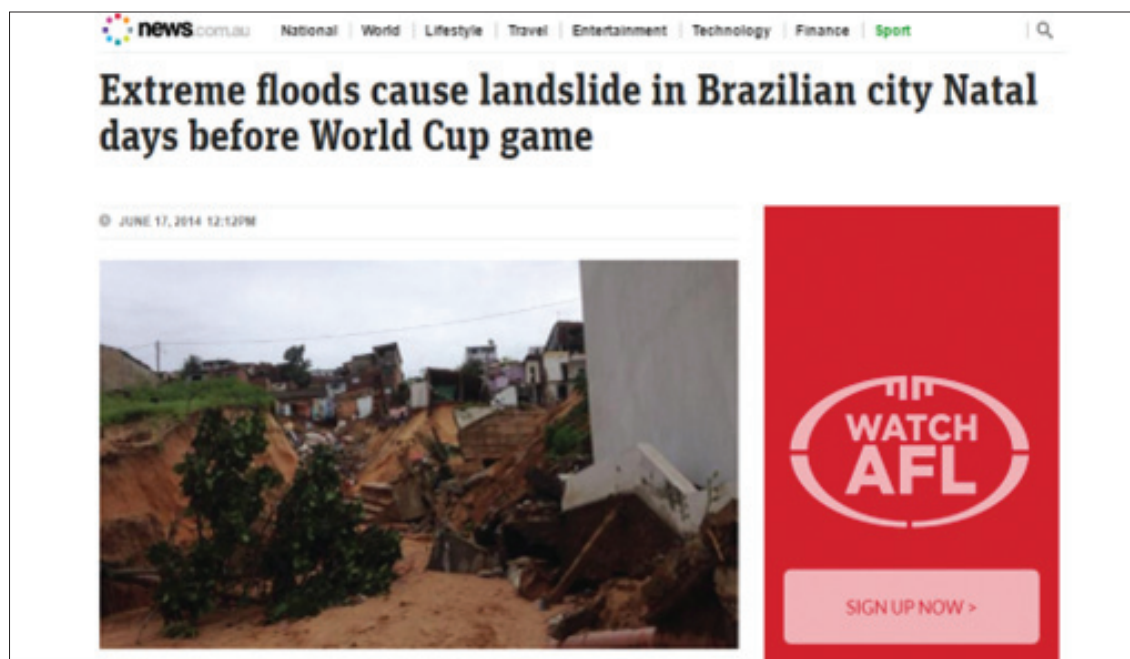 news.com.au National World Lifestyle Travel Entertainment Technology Finance Sport
Extreme floods cause landslide in Brazilian city Natal
days before World Cup game
JUNE 17, 2014 12:12PM
WATCH
AFL
SIGN UP NOW >